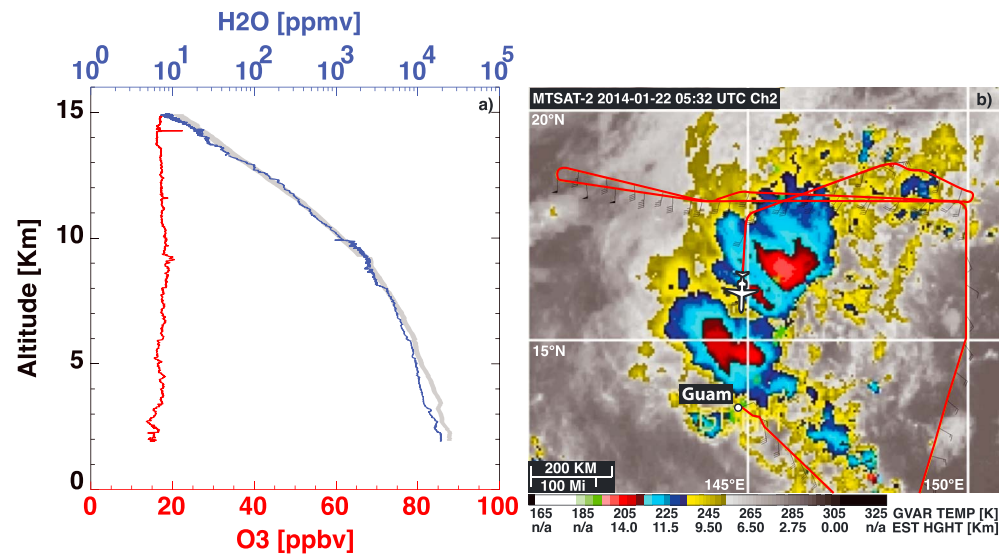 H2O [ppmv]
10^0 10^1 10^2 10^3 10^4 10^5
15
10
5
0
Altitude [Km]
a)
0 20 40 60 80 100
O3 [ppbv]
MTSAT-2 2014-01-22 05:32 UTC Ch2
b)
20°N
15°N
Guam
200 KM
100 Mi
145°E
150°E
165 185 205 225 245 265 285 305 325 GVAR TEMP [K]
n/a n/a 14.0 11.5 9.50 6.50 2.75 0.00 n/a EST HGHT [Km]